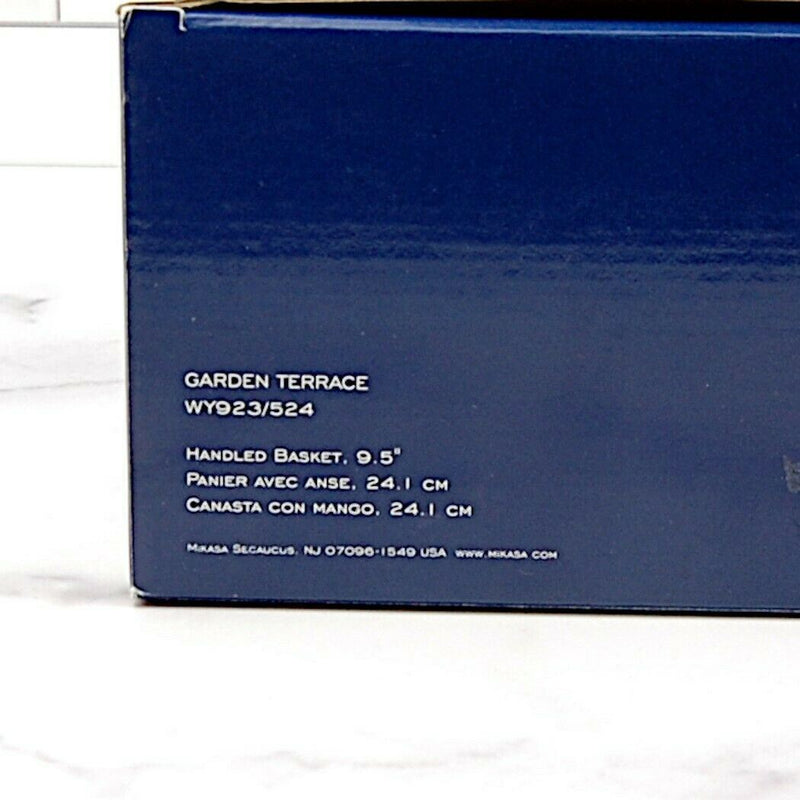 GARDEN TERRACE
WY923/524
HANDLED BASKET, 9.5"
PANIER AVEC ANSE, 24.1 CM
CANASTA CON MANGO, 24.1 CM
MIKASA SECAUCUS, NJ 07096-1549 USA WWW.MIKASA.COM